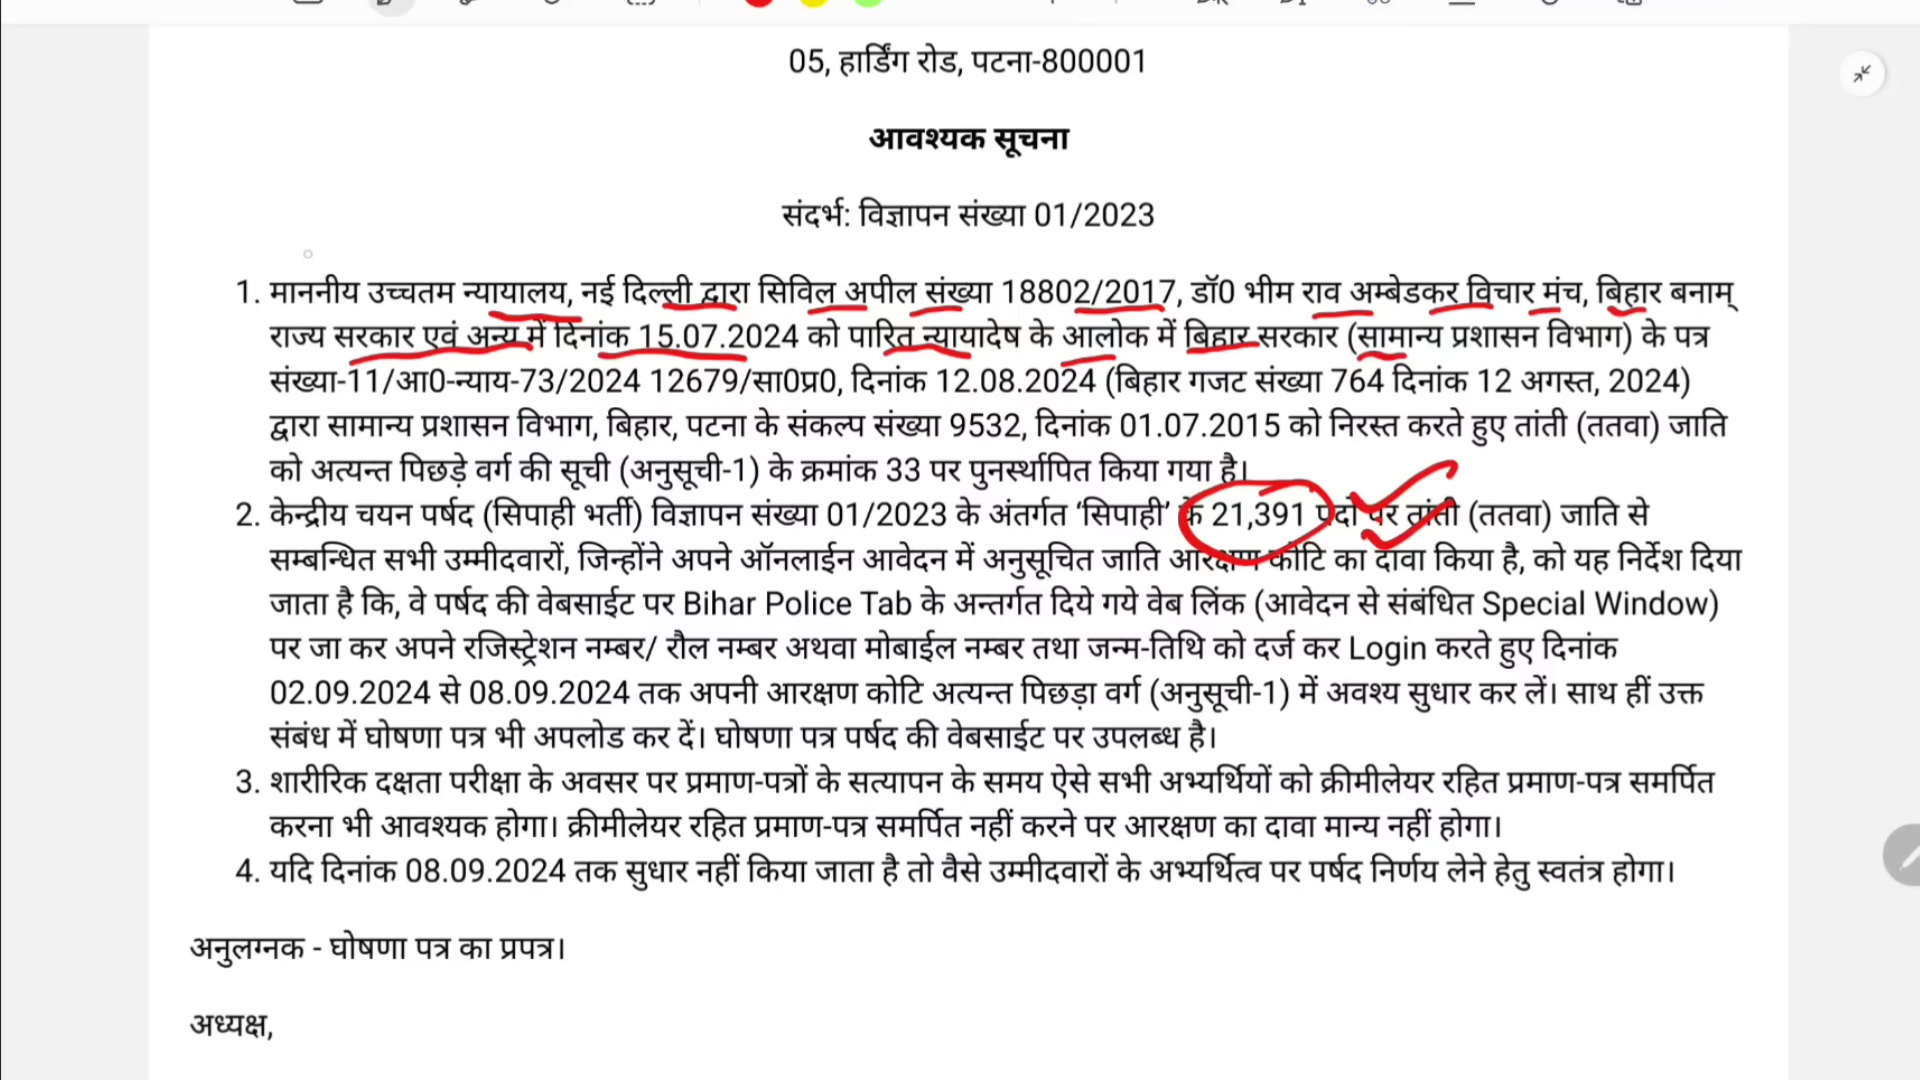 05, हार्डिंग रोड, पटना-800001
आवश्यक सूचना
संदर्भ: विज्ञापन संख्या 01/2023
1. माननीय उच्चतम न्यायालय, नई दिल्ली द्वारा सिविल अपील संख्या 18802/2017, डॉ0 भीम राव अम्बेडकर विचार मंच, बिहार बनाम्
राज्य सरकार एवं अन्य में दिनांक 15.07.2024 को पारित न्यायादेष के आलोक में बिहार सरकार (सामान्य प्रशासन विभाग) के पत्र
संख्या-11/आ0-न्याय-73/2024 12679/सा0प्र0, दिनांक 12.08.2024 (बिहार गजट संख्या 764 दिनांक 12 अगस्त, 2024)
द्वारा सामान्य प्रशासन विभाग, बिहार, पटना के संकल्प संख्या 9532, दिनांक 01.07.2015 को निरस्त करते हुए तांती (ततवा) जाति
को अत्यन्त पिछड़े वर्ग की सूची (अनुसूची-1) के क्रमांक 33 पर पुनर्स्थापित किया गया है।
2. केन्द्रीय चयन पर्षद (सिपाही भर्ती) विज्ञापन संख्या 01/2023 के अंतर्गत ‘सिपाही’ के 21,391 पदों पर तांती (ततवा) जाति से
सम्बन्धित सभी उम्मीदवारों, जिन्होंने अपने ऑनलाईन आवेदन में अनुसूचित जाति आरक्षण कोटि का दावा किया है, को यह निर्देश दिया
जाता है कि, वे पर्षद की वेबसाईट पर Bihar Police Tab के अन्तर्गत दिये गये वेब लिंक (आवेदन से संबंधित Special Window)
पर जा कर अपने रजिस्ट्रेशन नम्बर/ रौल नम्बर अथवा मोबाईल नम्बर तथा जन्म-तिथि को दर्ज कर Login करते हुए दिनांक
02.09.2024 से 08.09.2024 तक अपनी आरक्षण कोटि अत्यन्त पिछड़ा वर्ग (अनुसूची-1) में अवश्य सुधार कर लें। साथ हीं उक्त
संबंध में घोषणा पत्र भी अपलोड कर दें। घोषणा पत्र पर्षद की वेबसाईट पर उपलब्ध है।
3. शारीरिक दक्षता परीक्षा के अवसर पर प्रमाण-पत्रों के सत्यापन के समय ऐसे सभी अभ्यर्थियों को क्रीमीलेयर रहित प्रमाण-पत्र समर्पित
करना भी आवश्यक होगा। क्रीमीलेयर रहित प्रमाण-पत्र समर्पित नहीं करने पर आरक्षण का दावा मान्य नहीं होगा।
4. यदि दिनांक 08.09.2024 तक सुधार नहीं किया जाता है तो वैसे उम्मीदवारों के अभ्यर्थित्व पर पर्षद निर्णय लेने हेतु स्वतंत्र होगा।
अनुलग्नक - घोषणा पत्र का प्रपत्र।
अध्यक्ष,